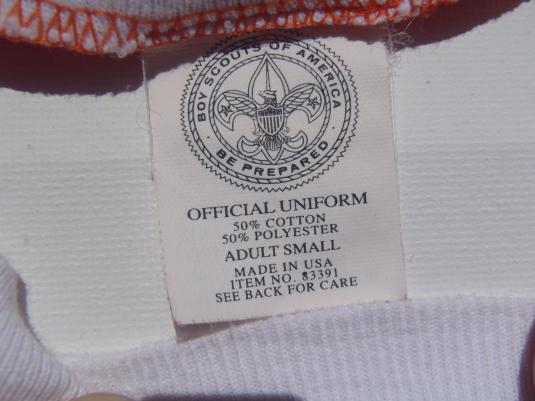 BOY SCOUTS OF AMERICA
BE PREPARED
OFFICIAL UNIFORM
50% COTTON
50% POLYESTER
ADULT SMALL
MADE IN USA
ITEM NO. 83391
SEE BACK FOR CARE